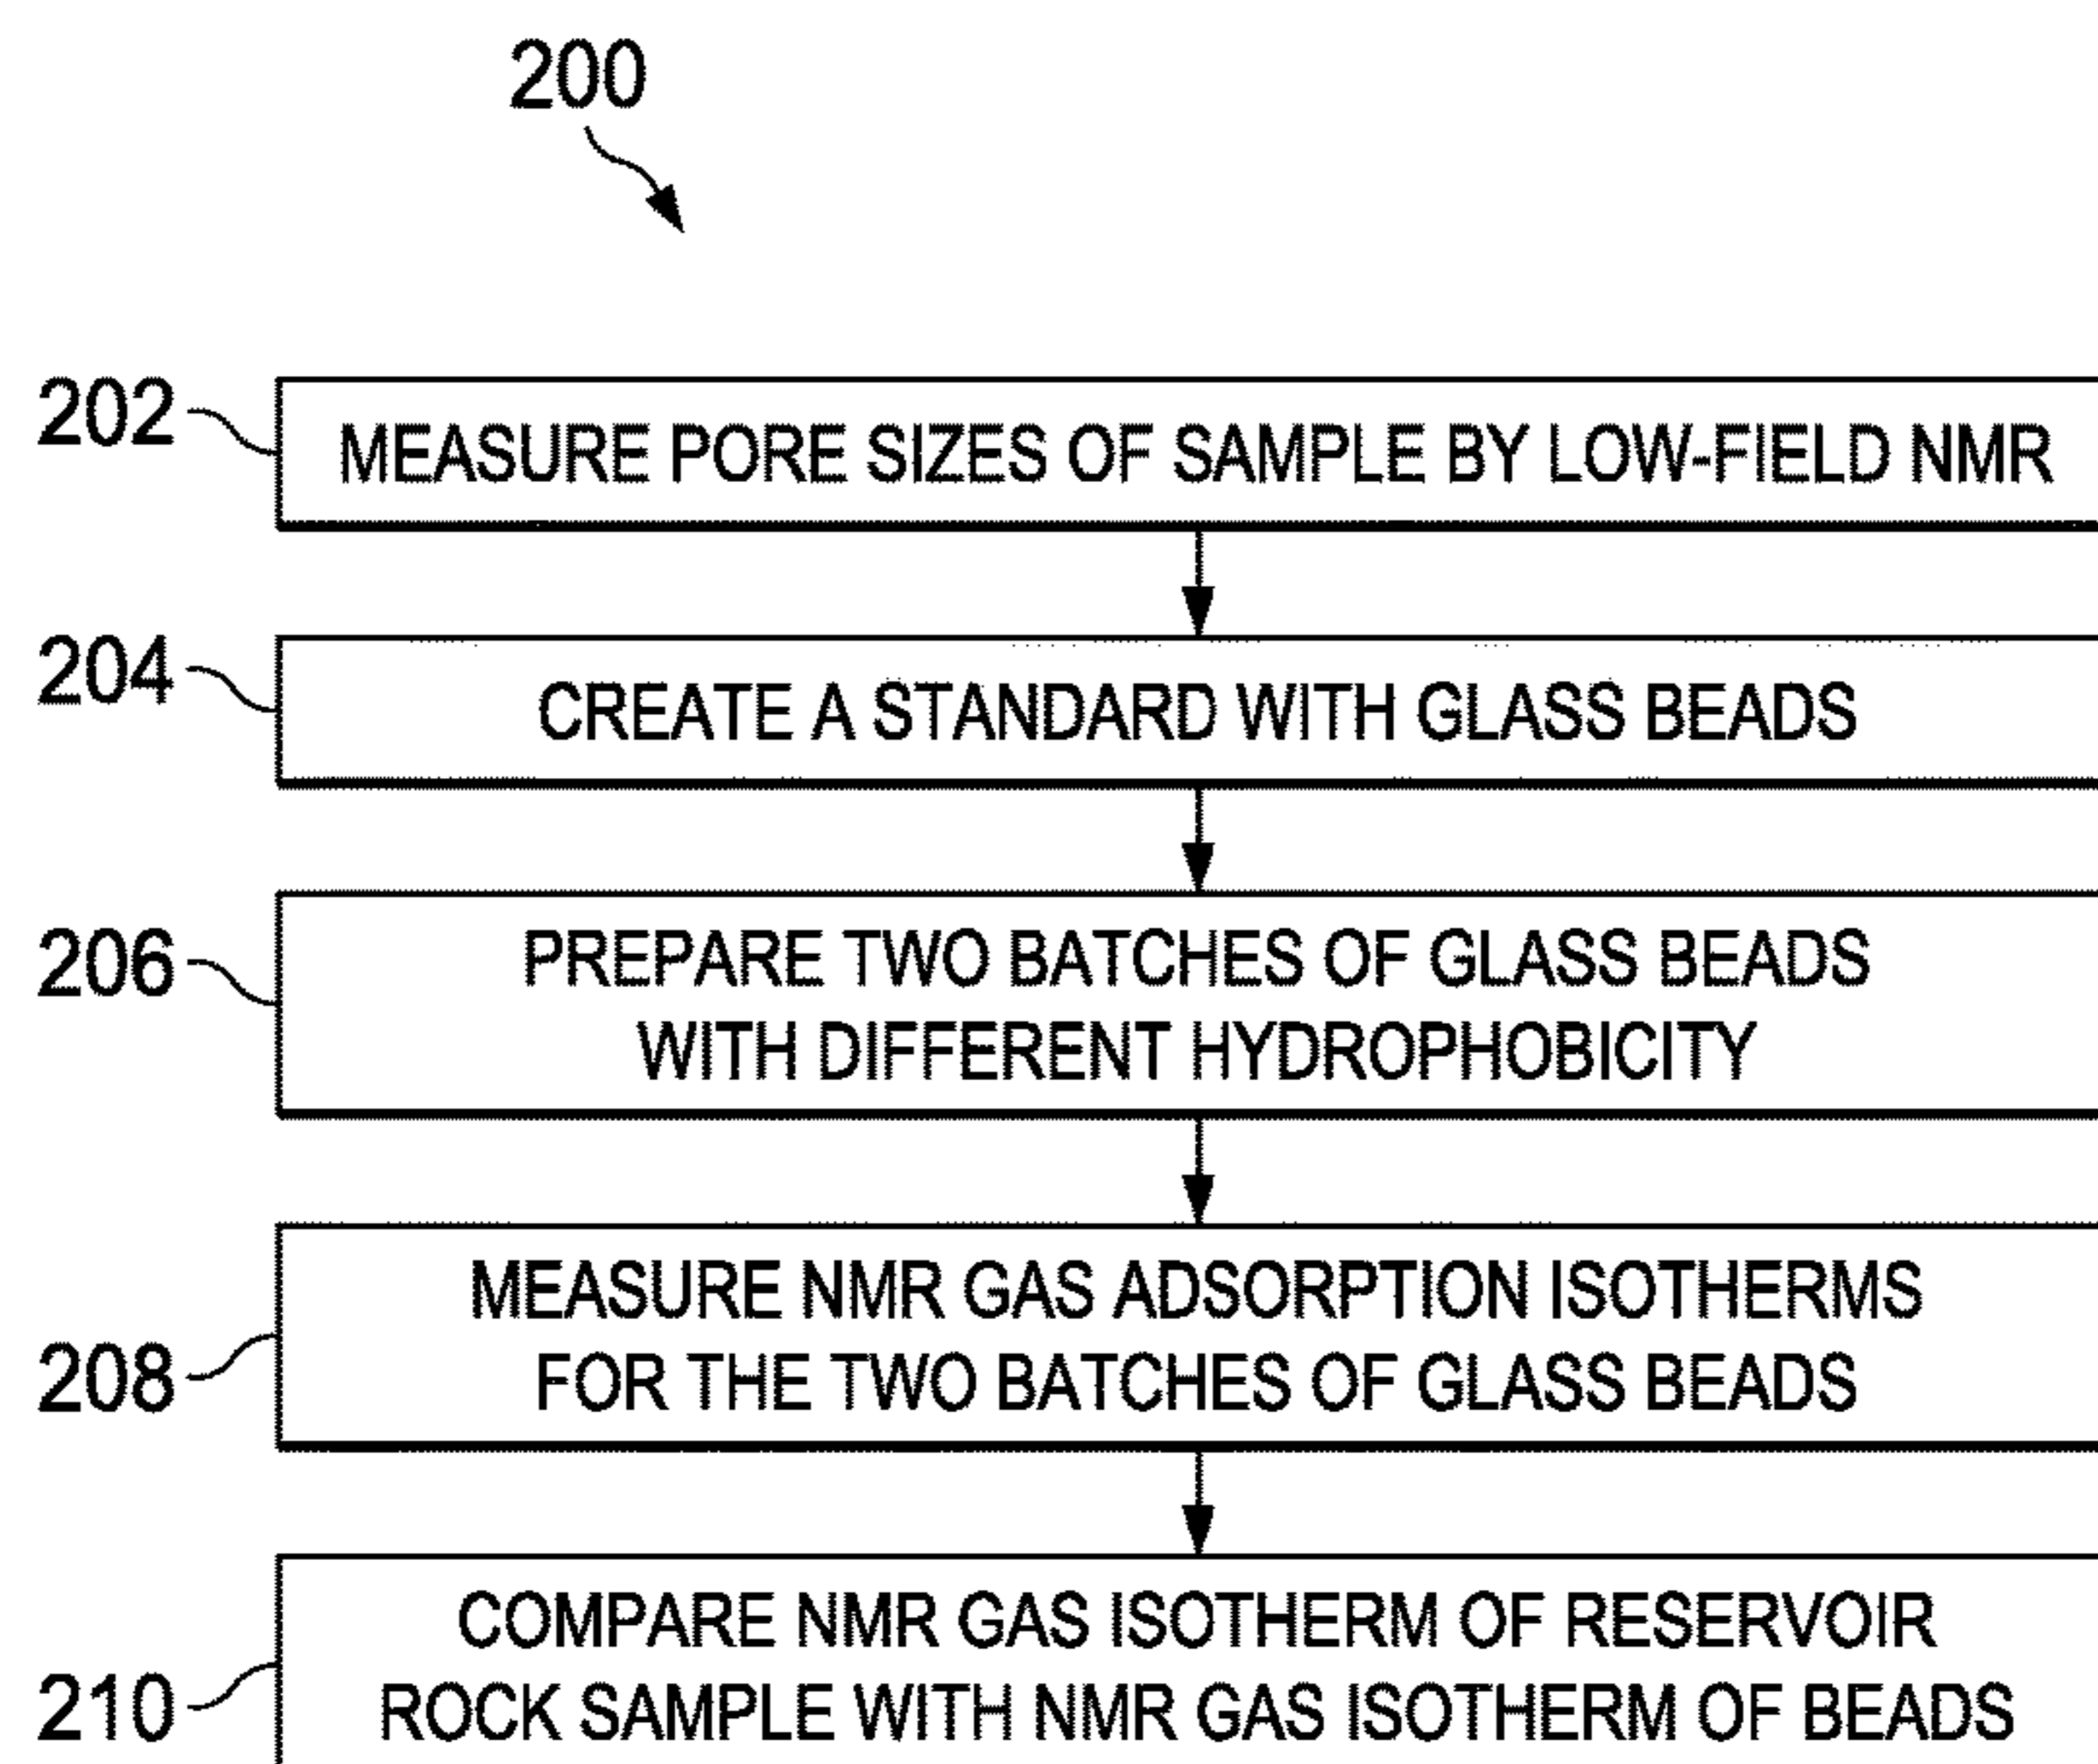 200
202
MEASURE PORE SIZES OF SAMPLE BY LOW-FIELD NMR
204
CREATE A STANDARD WITH GLASS BEADS
206
PREPARE TWO BATCHES OF GLASS BEADS
WITH DIFFERENT HYDROPHOBICITY
208
MEASURE NMR GAS ADSORPTION ISOTHERMS
FOR THE TWO BATCHES OF GLASS BEADS
210
COMPARE NMR GAS ISOTHERM OF RESERVOIR
ROCK SAMPLE WITH NMR GAS ISOTHERM OF BEADS